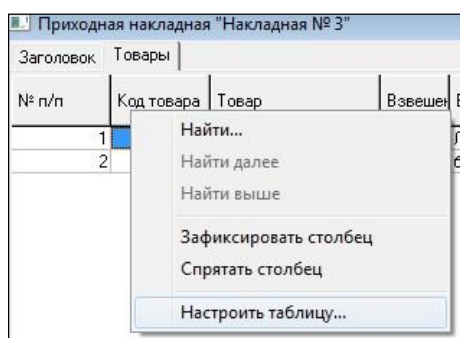 Приходная накладная "Накладная № 3"
Заголовок Товары
№ п/п Код товара Товар Взвешен
1
2
Найти...
Найти далее
Найти выше
Зафиксировать столбец
Спрятать столбец
Настроить таблицу...